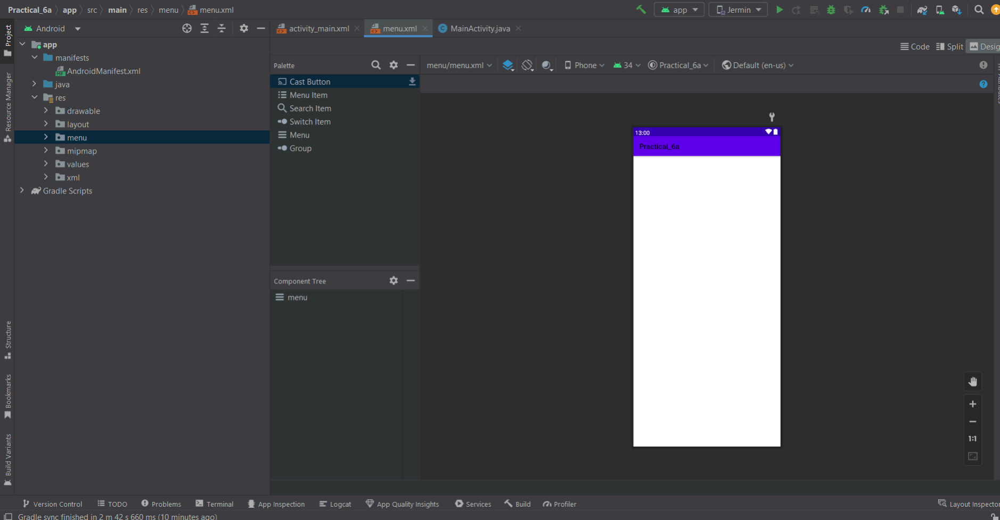 Practical_6a app src main res menu menu.xml
app Jermin
Project
Android
activity_main.xml menu.xml MainActivity.java
app
manifests
AndroidManifest.xml
java
res
drawable
layout
menu
mipmap
values
xml
Gradle Scripts
Code Split Desig
Palette
menu/menu.xml Phone 34 Practical_6a Default (en-us)
Cast Button
Menu Item
Search Item
Switch Item
Menu
Group
Component Tree
menu
13:00
Practical_6a
1:1
Resource Manager
Structure
Bookmarks
Build Variants
Version Control TODO Problems Terminal App Inspection Logcat App Quality Insights Services Build Profiler Layout Inspector
Gradle sync finished in 2 m 42 s 660 ms (10 minutes ago)